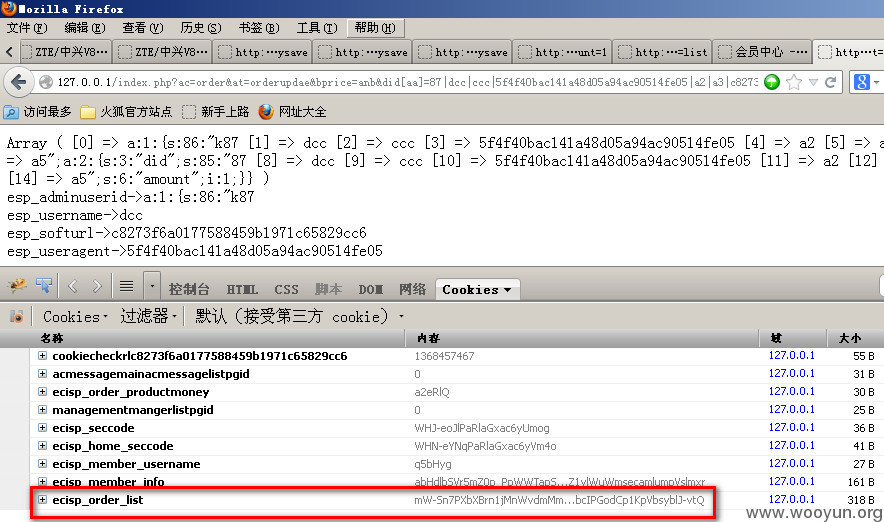 Mozilla Firefox
文件(F) 编辑(E) 查看(V) 历史(S) 书签(B) 工具(T) 帮助(H)
ZTE/中兴V8··· ZTE/中兴V8··· http:···ysave http:···ysave http:···ysave http:···unt=1 http:···=list 会员中心 -··· http:···t=
127.0.0.1/index.php?ac=order&at=orderupdae&bprice=anb&did[aa]=87|dcc|ccc|5f4f40bac141a48d05a94ac90514fe05|a2|a3|c8273
访问最多 火狐官方站点 新手上路 网址大全
Array ( [0] => a:1:{s:86:"k87 [1] => dcc [2] => ccc [3] => 5f4f40bac141a48d05a94ac90514fe05 [4] => a2 [5] => a
=> a5";a:2:{s:3:"did";s:85:"87 [8] => dcc [9] => ccc [10] => 5f4f40bac141a48d05a94ac90514fe05 [11] => a2 [12]
[14] => a5";s:6:"amount";i:1;}} )
esp_adminuserid->a:1:{s:86:"k87
esp_username->dcc
esp_softurl->c8273f6a0177588459b1971c65829cc6
esp_useragent->5f4f40bac141a48d05a94ac90514fe05
控制台 HTML CSS 脚本 DOM 网络 Cookies
Cookies 过滤器 默认（接受第三方 cookie）
名称 内容 域 大小
cookiecheckrlc8273f6a0177588459b1971c65829cc6 1368457467 127.0.0.1 55 B
acmessagemainacmessagelistpgid 0 127.0.0.1 31 B
ecisp_order_productmoney a2eRlQ 127.0.0.1 30 B
managementmangerlistpgid 0 127.0.0.1 25 B
ecisp_seccode WHJ-eoJlPaRlaGxac6yUmog 127.0.0.1 36 B
ecisp_home_seccode WHN-eYNqPaRlaGxac6yVm4o 127.0.0.1 41 B
ecisp_member_username q5bHyg 127.0.0.1 27 B
ecisp_member_info 127.0.0.1 161 B
ecisp_order_list mW-Sn7PXbXBrn1jMnWvdmMm...bcIPGodCp1KpVbsyblJ-vtQ 127.0.0.1 318 B
www.wooyun.org